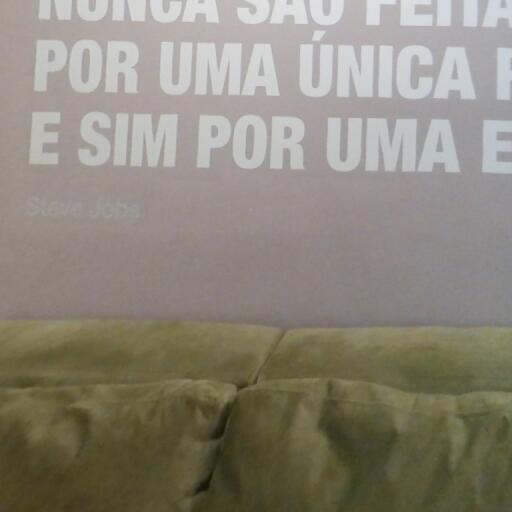 NUNCA SÃO FEITA
POR UMA ÚNICA
E SIM POR UMA E
Steve Jobs